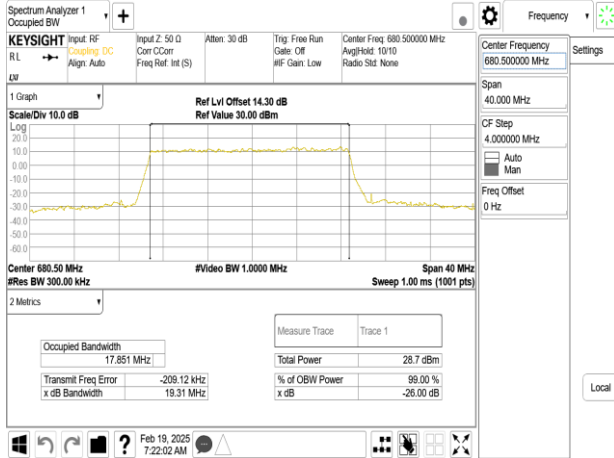 Spectrum Analyzer 1
Occupied BW
+
Frequency
KEYSIGHT
RL
Input: RF
Coupling: DC
Align: Auto
Input Z: 50 Ω
Corr CCorr
Freq Ref: Int (S)
Atten: 30 dB
Trig: Free Run
Gate: Off
#IF Gain: Low
Center Freq: 680.500000 MHz
Avg|Hold: 10/10
Radio Std: None
Center Frequency
680.500000 MHz
Settings
Span
40.000 MHz
CF Step
4.000000 MHz
Auto
Man
Freq Offset
0 Hz
Local
1 Graph
Scale/Div 10.0 dB
Ref Lvl Offset 14.30 dB
Ref Value 30.00 dBm
Log
20.0
10.0
0.00
-10.0
-20.0
-30.0
-40.0
-50.0
-60.0
Center 680.50 MHz
#Video BW 1.0000 MHz
Span 40 MHz
#Res BW 300.00 kHz
Sweep 1.00 ms (1001 pts)
2 Metrics
Measure Trace
Trace 1
Occupied Bandwidth
17.851 MHz
Total Power
28.7 dBm
Transmit Freq Error
-209.12 kHz
% of OBW Power
99.00 %
x dB Bandwidth
19.31 MHz
x dB
-26.00 dB
?
Feb 19, 2025
7:22:02 AM